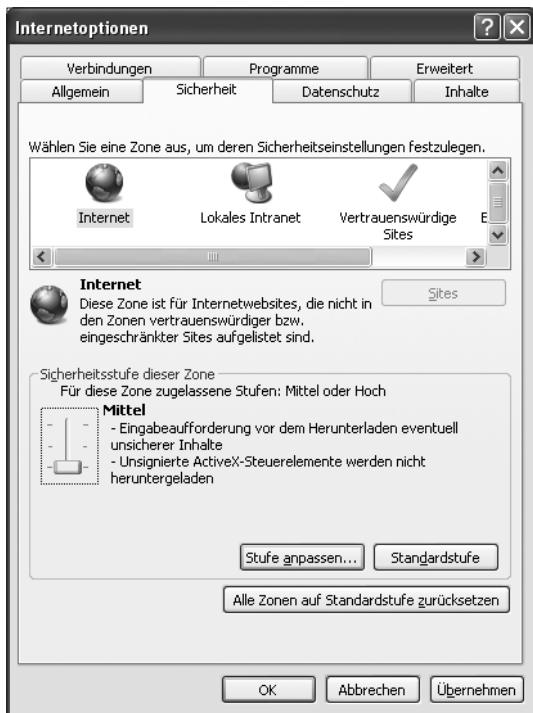 Internetoptionen
Verbindungen Programme Erweitert
Allgemein Sicherheit Datenschutz Inhalte
Wählen Sie eine Zone aus, um deren Sicherheitseinstellungen festzulegen.
Internet Lokales Intranet Vertrauenswürdige E
Sites
Internet
Sites
Diese Zone ist für Internetwebsites, die nicht in
den Zonen vertrauenswürdiger bzw.
eingeschränkter Sites aufgelistet sind.
Sicherheitsstufe dieser Zone
Für diese Zone zugelassene Stufen: Mittel oder Hoch
Mittel
- Eingabeaufforderung vor dem Herunterladen eventuell
unsicherer Inhalte
- Unsignierte ActiveX-Steuerelemente werden nicht
heruntergeladen
Stufe anpassen... Standardstufe
Alle Zonen auf Standardstufe zurücksetzen
OK Abbrechen Übernehmen